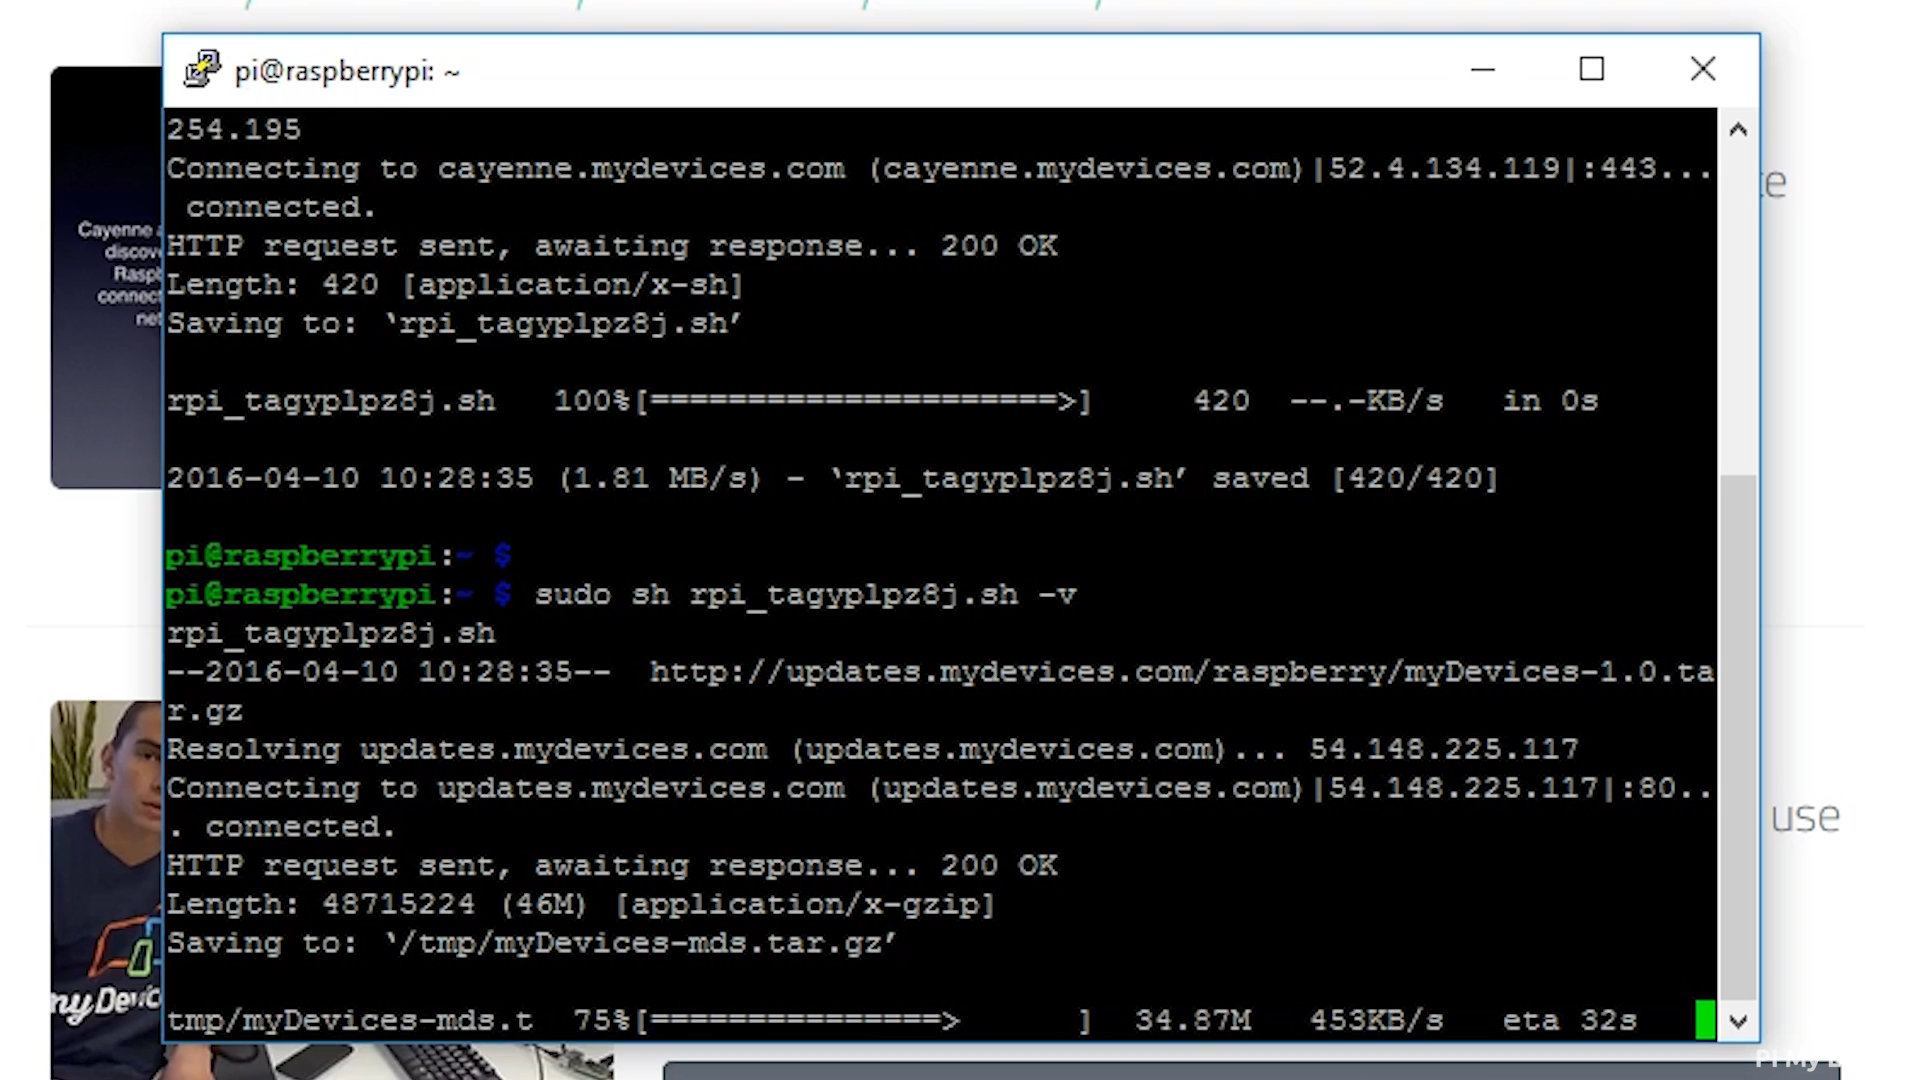 pi@raspberrypi: ~
254.195
Connecting to cayenne.mydevices.com (cayenne.mydevices.com)|52.4.134.119|:443...
connected.
HTTP request sent, awaiting response... 200 OK
Length: 420 [application/x-sh]
Saving to: ‘rpi_tagyplpz8j.sh’
rpi_tagyplpz8j.sh 100%[=====================>] 420 --.-KB/s in 0s
2016-04-10 10:28:35 (1.81 MB/s) - ‘rpi_tagyplpz8j.sh’ saved [420/420]
pi@raspberrypi:~ $
pi@raspberrypi:~ $ sudo sh rpi_tagyplpz8j.sh -v
rpi_tagyplpz8j.sh
--2016-04-10 10:28:35-- http://updates.mydevices.com/raspberry/myDevices-1.0.ta
r.gz
Resolving updates.mydevices.com (updates.mydevices.com)... 54.148.225.117
Connecting to updates.mydevices.com (updates.mydevices.com)|54.148.225.117|:80..
. connected.
HTTP request sent, awaiting response... 200 OK
Length: 48715224 (46M) [application/x-gzip]
Saving to: ‘/tmp/myDevices-mds.tar.gz’
tmp/myDevices-mds.t 75%[===============> ] 34.87M 453KB/s eta 32s
Cayenne
use